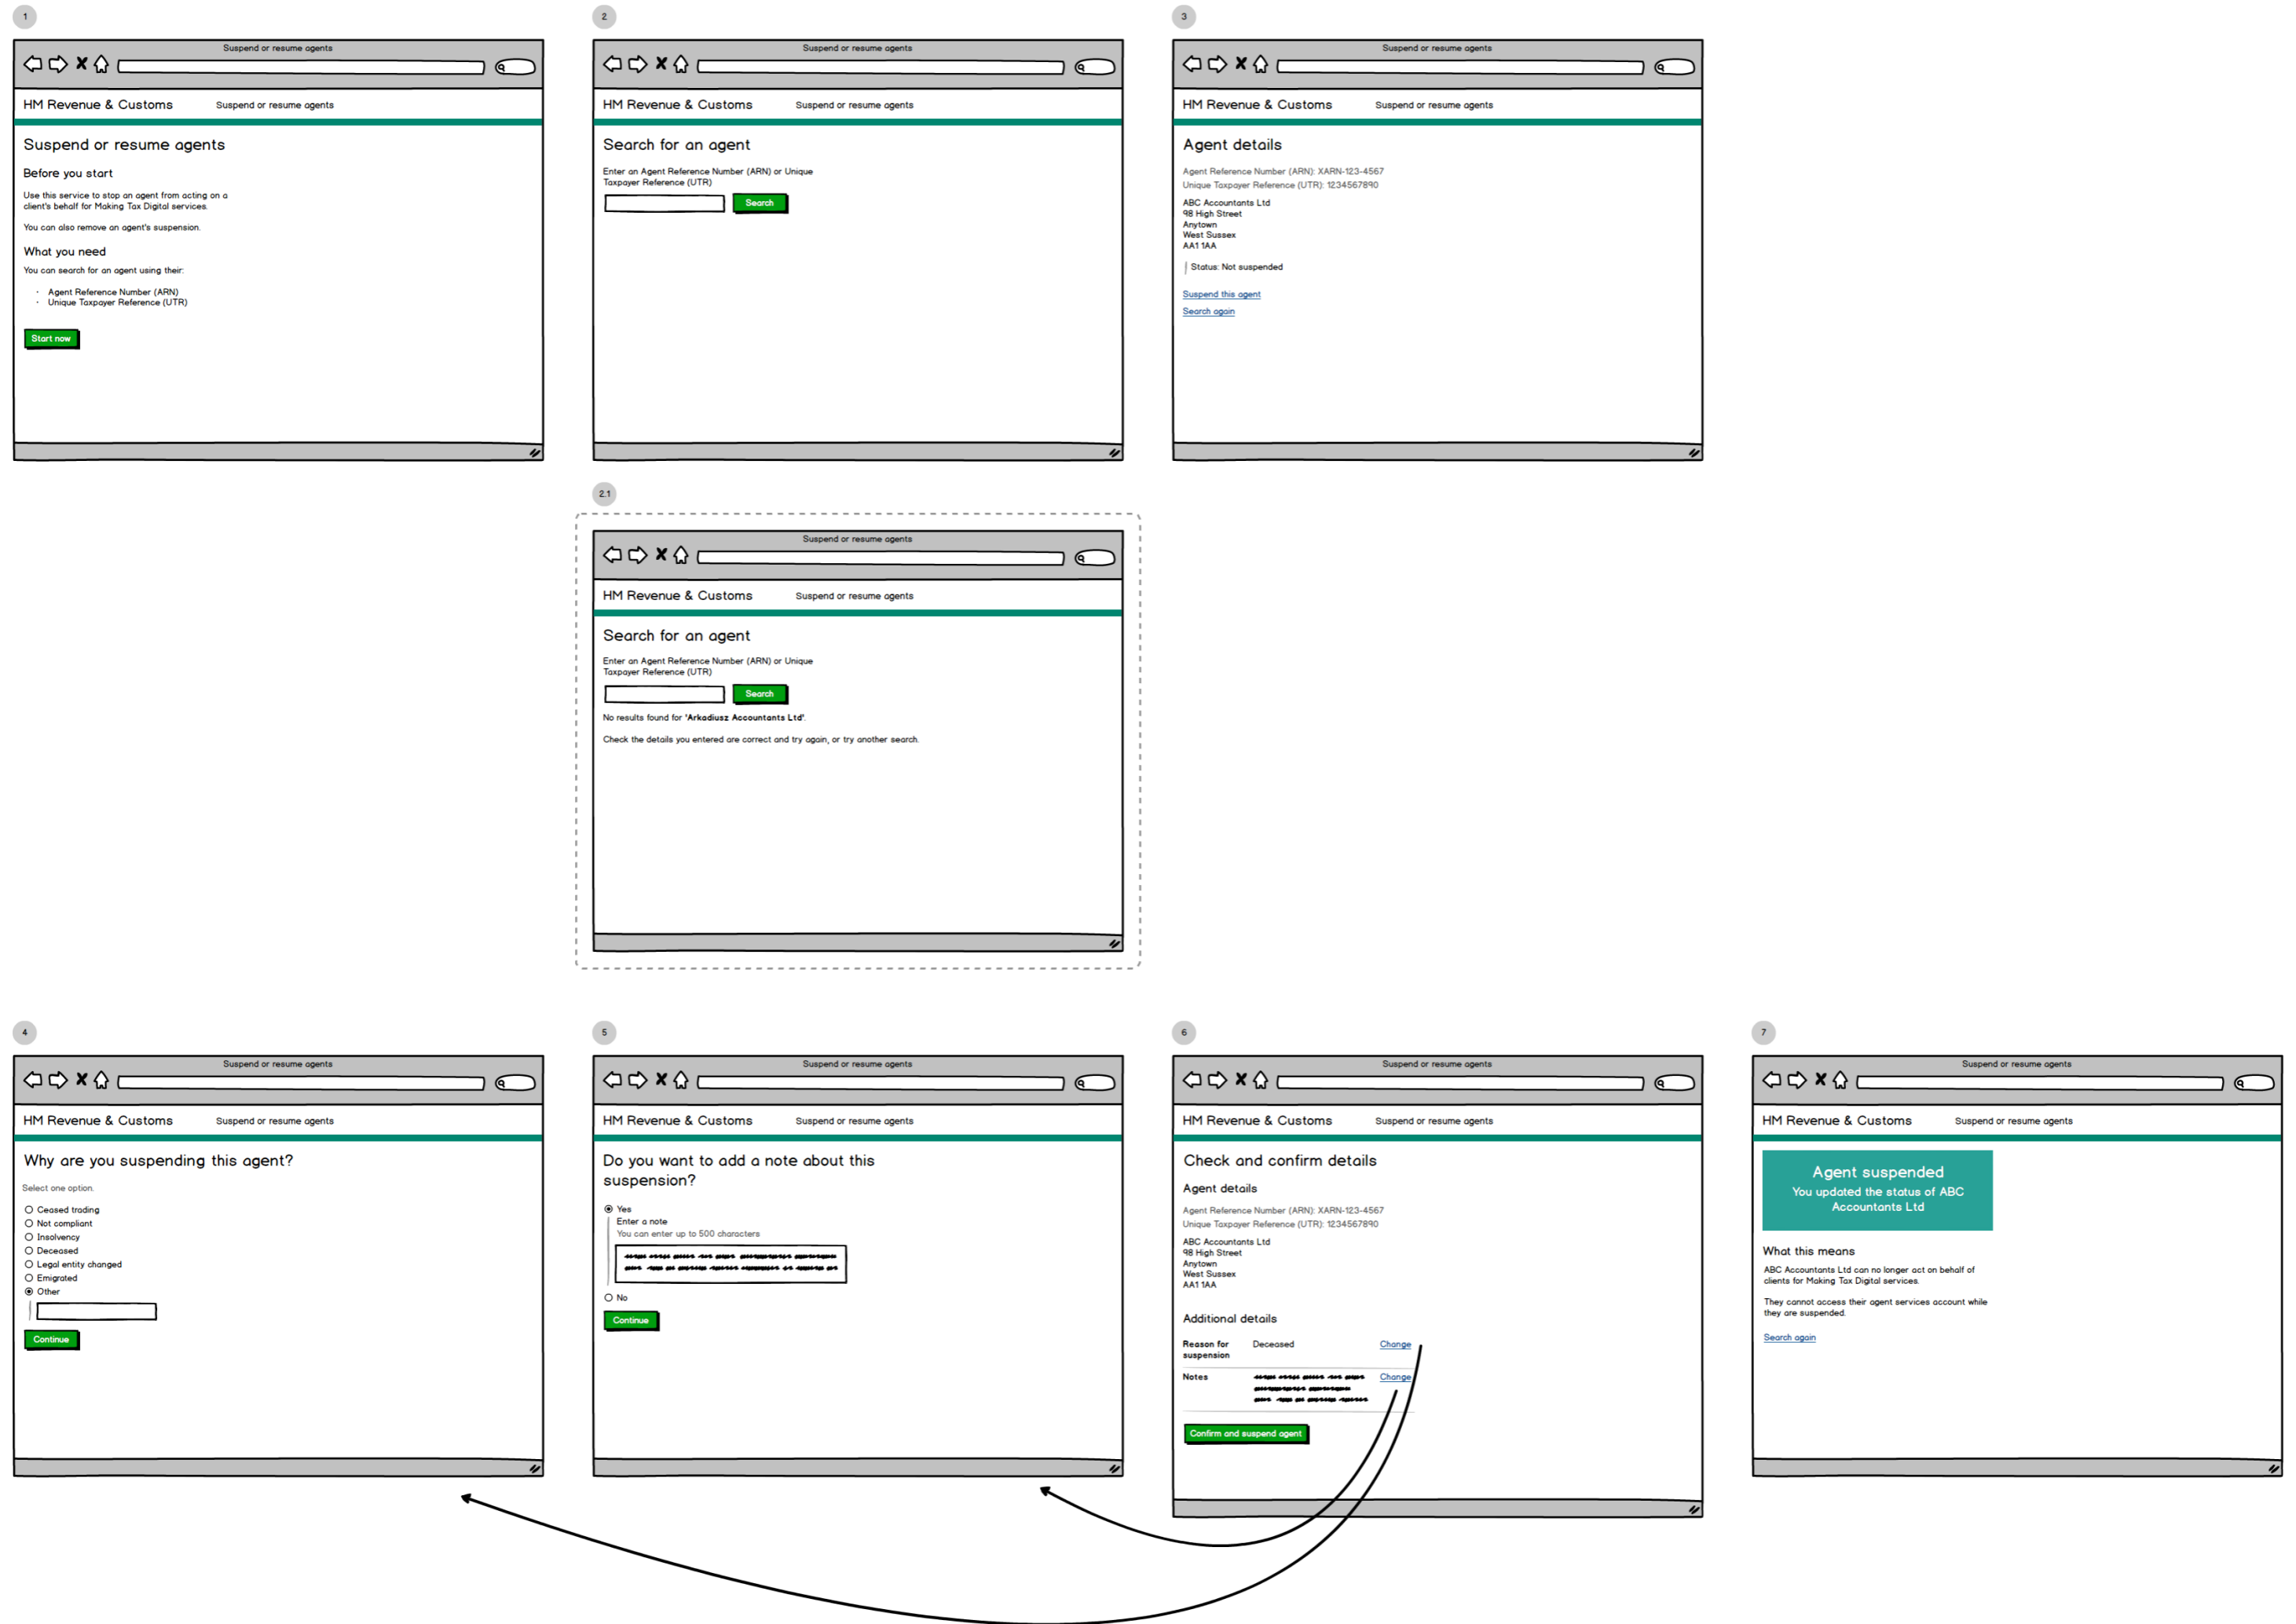 1
Suspend or resume agents
HM Revenue & Customs
Suspend or resume agents
Suspend or resume agents
Before you start
Use this service to stop an agent from acting on a
client's behalf for Making Tax Digital services.
You can also remove an agent's suspension.
What you need
You can search for an agent using their:
· Agent Reference Number (ARN)
· Unique Taxpayer Reference (UTR)
Start now
2
Suspend or resume agents
HM Revenue & Customs
Suspend or resume agents
Search for an agent
Enter an Agent Reference Number (ARN) or Unique
Taxpayer Reference (UTR)
Search
3
Suspend or resume agents
HM Revenue & Customs
Suspend or resume agents
Agent details
Agent Reference Number (ARN): XARN-123-4567
Unique Taxpayer Reference (UTR): 1234567890
ABC Accountants Ltd
98 High Street
Anytown
West Sussex
AA1 1AA
Status: Not suspended
Suspend this agent
Search again
2.1
Suspend or resume agents
HM Revenue & Customs
Suspend or resume agents
Search for an agent
Enter an Agent Reference Number (ARN) or Unique
Taxpayer Reference (UTR)
Search
No results found for 'Arkadiusz Accountants Ltd'.
Check the details you entered are correct and try again, or try another search.
4
Suspend or resume agents
HM Revenue & Customs
Suspend or resume agents
Why are you suspending this agent?
Select one option.
Ceased trading
Not compliant
Insolvency
Deceased
Legal entity changed
Emigrated
Other
Continue
5
Suspend or resume agents
HM Revenue & Customs
Suspend or resume agents
Do you want to add a note about this
suspension?
Yes
Enter a note
You can enter up to 500 characters
No
Continue
6
Suspend or resume agents
HM Revenue & Customs
Suspend or resume agents
Check and confirm details
Agent details
Agent Reference Number (ARN): XARN-123-4567
Unique Taxpayer Reference (UTR): 1234567890
ABC Accountants Ltd
98 High Street
Anytown
West Sussex
AA1 1AA
Additional details
Reason for
suspension
Deceased
Change
Notes
Change
Confirm and suspend agent
7
Suspend or resume agents
HM Revenue & Customs
Suspend or resume agents
Agent suspended
You updated the status of ABC
Accountants Ltd
What this means
ABC Accountants Ltd can no longer act on behalf of
clients for Making Tax Digital services.
They cannot access their agent services account while
they are suspended.
Search again